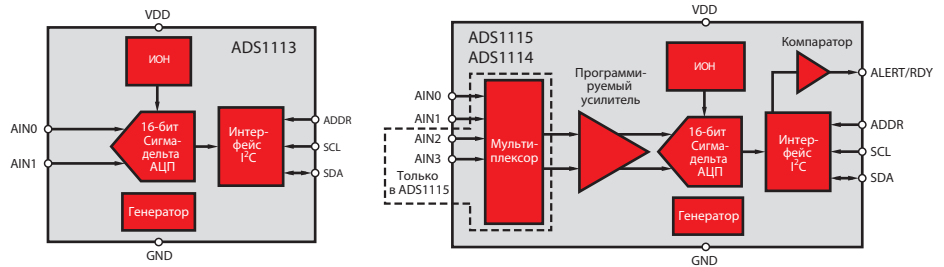 VDD
ADS1113
ИОН
AIN0
AIN1
16-бит
Сигма-
дельта
АЦП
Интер-
фейс
I²C
ADDR
SCL
SDA
Генератор
GND
VDD
ADS1115
ADS1114
Компаратор
ИОН
Программи-
руемый
усилитель
ALERT/RDY
AIN0
AIN1
AIN2
AIN3
Мульти-
плексор
16-бит
Сигма-
дельта
АЦП
Интер-
фейс
I²C
ADDR
SCL
SDA
Только
в ADS1115
Генератор
GND